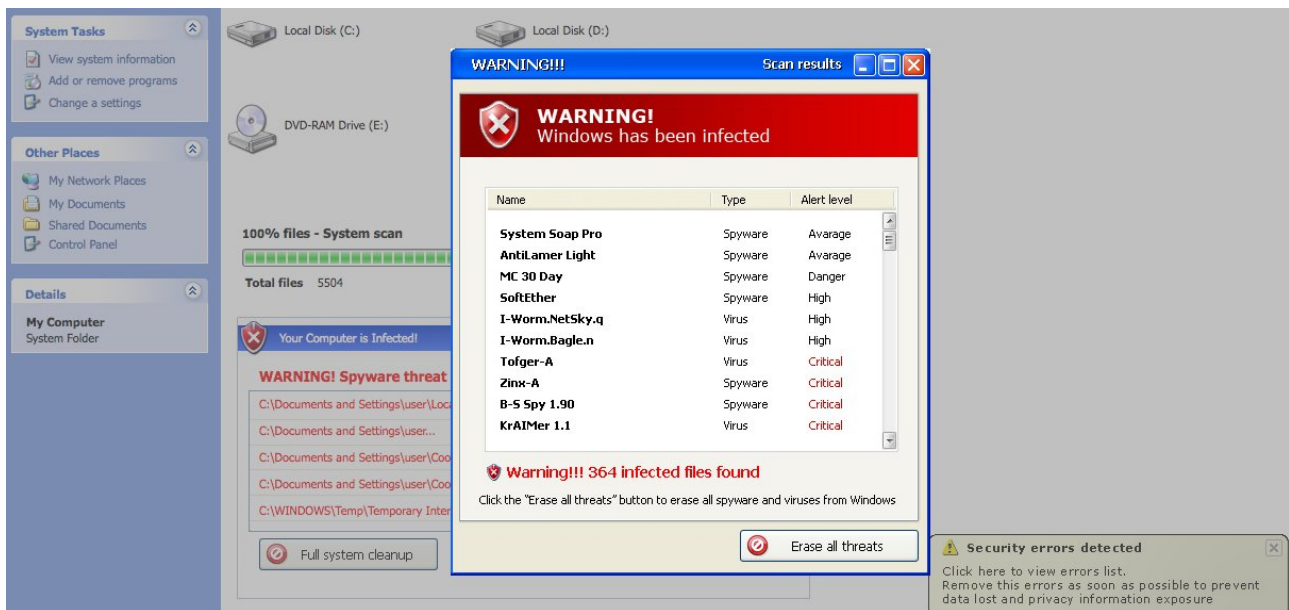 System Tasks
View system information
Add or remove programs
Change a settings
Other Places
My Network Places
My Documents
Shared Documents
Control Panel
Details
My Computer
System Folder
Local Disk (C:)
Local Disk (D:)
DVD-RAM Drive (E:)
100% files - System scan
Total files 5504
Your Computer is Infected!
WARNING! Spyware threat
C:\Documents and Settings\user\Loca
C:\Documents and Settings\user...
C:\Documents and Settings\user\Coo
C:\Documents and Settings\user\Coo
C:\WINDOWS\Temp\Temporary Inter
Full system cleanup
WARNING!!! Scan results
WARNING!
Windows has been infected
Name Type Alert level
System Soap Pro Spyware Avarage
AntiLamer Light Spyware Avarage
MC 30 Day Spyware Danger
SoftEther Spyware High
I-Worm.NetSky.q Virus High
I-Worm.Bagle.n Virus High
Tofger-A Virus Critical
Zinx-A Spyware Critical
B-S Spy 1.90 Spyware Critical
KrAIMer 1.1 Virus Critical
Warning!!! 364 infected files found
Click the "Erase all threats" button to erase all spyware and viruses from Windows
Erase all threats
Security errors detected
Click here to view errors list.
Remove this errors as soon as possible to prevent
data lost and privacy information exposure